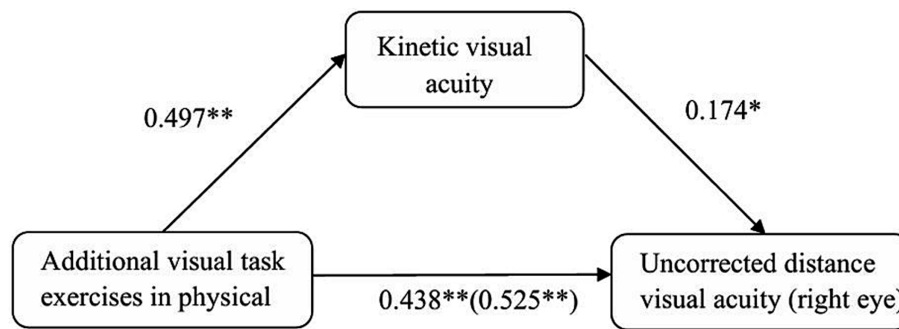 Kinetic visual
acuity
0.497**
0.174*
Additional visual task
exercises in physical
0.438**(0.525**)
Uncorrected distance
visual acuity (right eye)